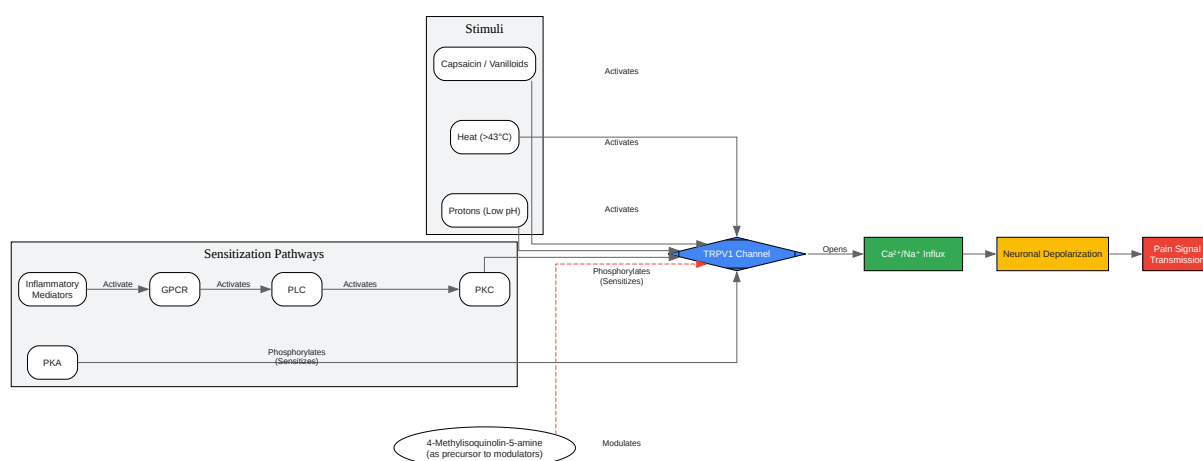 Stimuli
Capsaicin / Vanilloids
Activates
Heat (>43°C)
Activates
Protons (Low pH)
Activates
Sensitization Pathways
Inflammatory
Mediators
Activate
GPCR
Activates
PLC
Activates
PKC
Phosphorylates
(Sensitizes)
PKA
Phosphorylates
(Sensitizes)
TRPV1 Channel
Opens
Ca²⁺/Na⁺ Influx
Neuronal Depolarization
Pain Signal
Transmission
4-Methylisoquinolin-5-amine
(as precursor to modulators)
Modulates